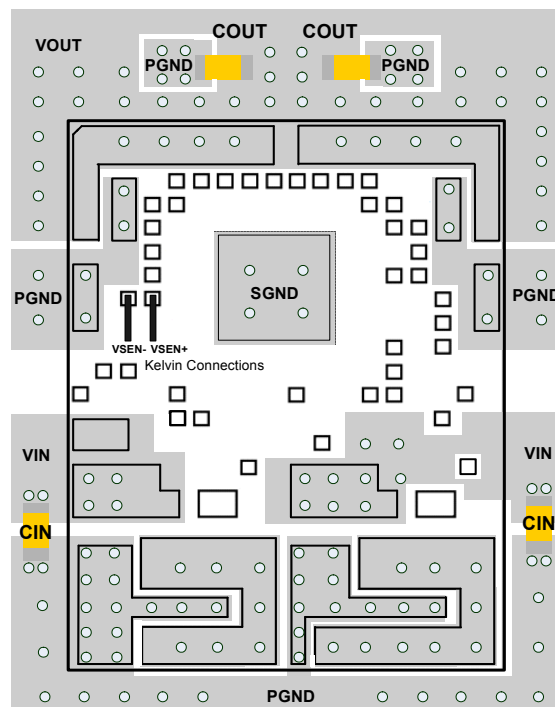 COUT COUT
VOUT
PGND PGND
SGND
PGND PGND
VSEN- VSEN+
Kelvin Connections
VIN VIN
CIN CIN
PGND